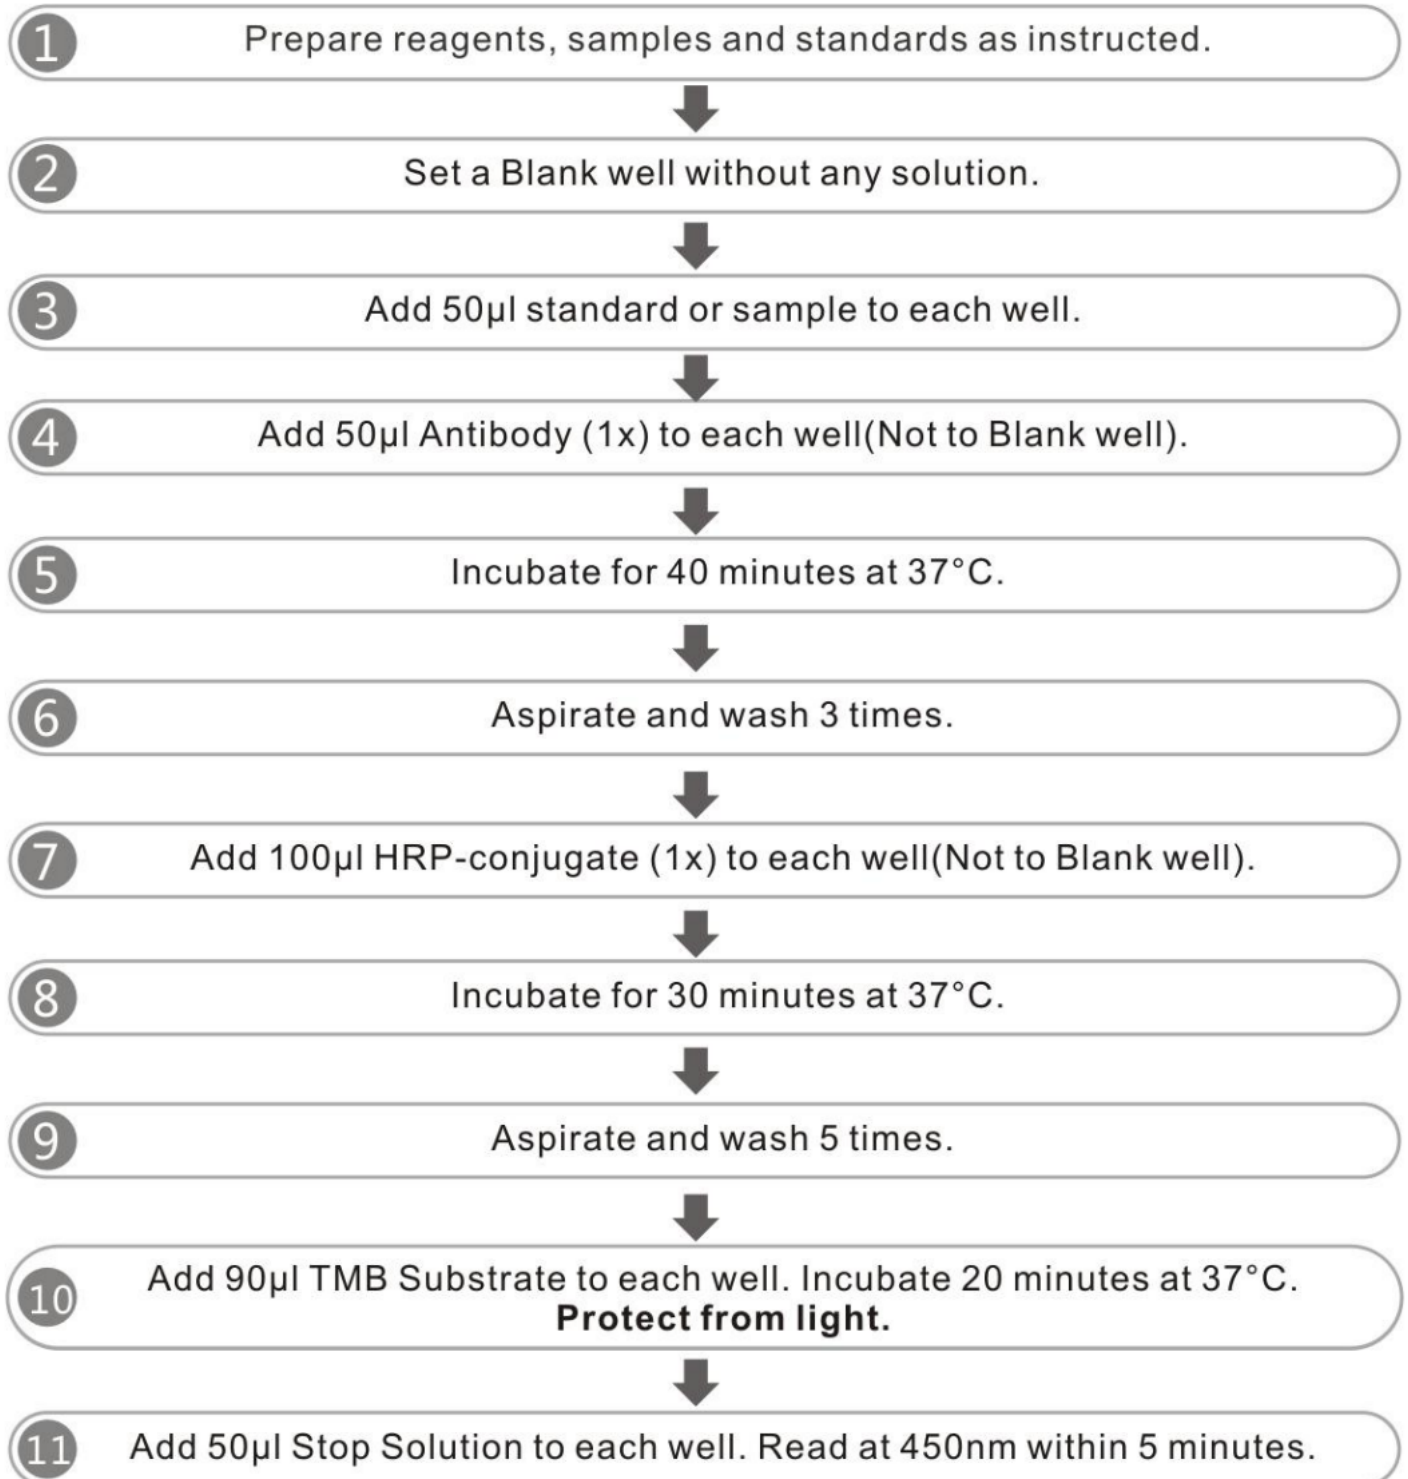 1 Prepare reagents, samples and standards as instructed.
2 Set a Blank well without any solution.
3 Add 50µl standard or sample to each well.
4 Add 50µl Antibody (1x) to each well(Not to Blank well).
5 Incubate for 40 minutes at 37°C.
6 Aspirate and wash 3 times.
7 Add 100µl HRP-conjugate (1x) to each well(Not to Blank well).
8 Incubate for 30 minutes at 37°C.
9 Aspirate and wash 5 times.
10 Add 90µl TMB Substrate to each well. Incubate 20 minutes at 37°C.
Protect from light.
11 Add 50µl Stop Solution to each well. Read at 450nm within 5 minutes.